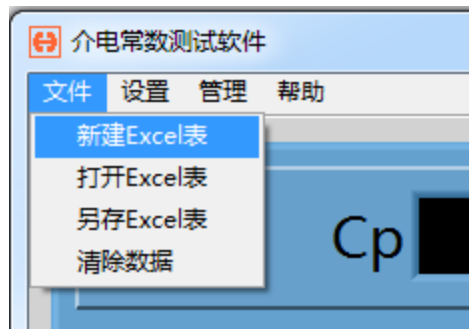 介电常数测试软件
文件 设置 管理 帮助
新建Excel表
打开Excel表
另存Excel表
清除数据
Cp